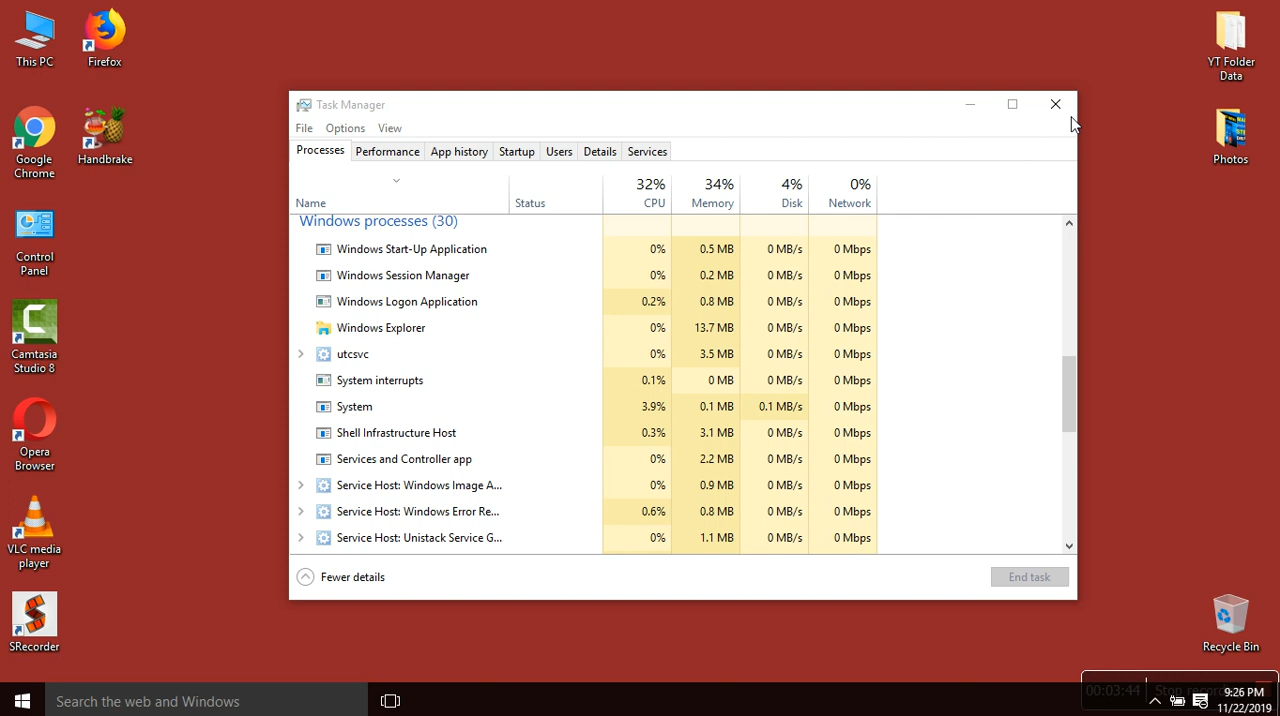 This PC
Firefox
Google
Chrome
Handbrake
Control
Panel
Camtasia
Studio 8
Opera
Browser
VLC media
player
SRecorder
YT Folder
Data
Photos
Recycle Bin
Task Manager
File Options View
Processes Performance App history Startup Users Details Services
32% 34% 4% 0%
Name Status CPU Memory Disk Network
Windows processes (30)
Windows Start-Up Application 0% 0.5 MB 0 MB/s 0 Mbps
Windows Session Manager 0% 0.2 MB 0 MB/s 0 Mbps
Windows Logon Application 0.2% 0.8 MB 0 MB/s 0 Mbps
Windows Explorer 0% 13.7 MB 0 MB/s 0 Mbps
utcsvc 0% 3.5 MB 0 MB/s 0 Mbps
System interrupts 0.1% 0 MB 0 MB/s 0 Mbps
System 3.9% 0.1 MB 0.1 MB/s 0 Mbps
Shell Infrastructure Host 0.3% 3.1 MB 0 MB/s 0 Mbps
Services and Controller app 0% 2.2 MB 0 MB/s 0 Mbps
Service Host: Windows Image A... 0% 0.9 MB 0 MB/s 0 Mbps
Service Host: Windows Error Re... 0.6% 0.8 MB 0 MB/s 0 Mbps
Service Host: Unistack Service G... 0% 1.1 MB 0 MB/s 0 Mbps
Fewer details End task
Search the web and Windows
00:03:44 Stop
9:26 PM
11/22/2019